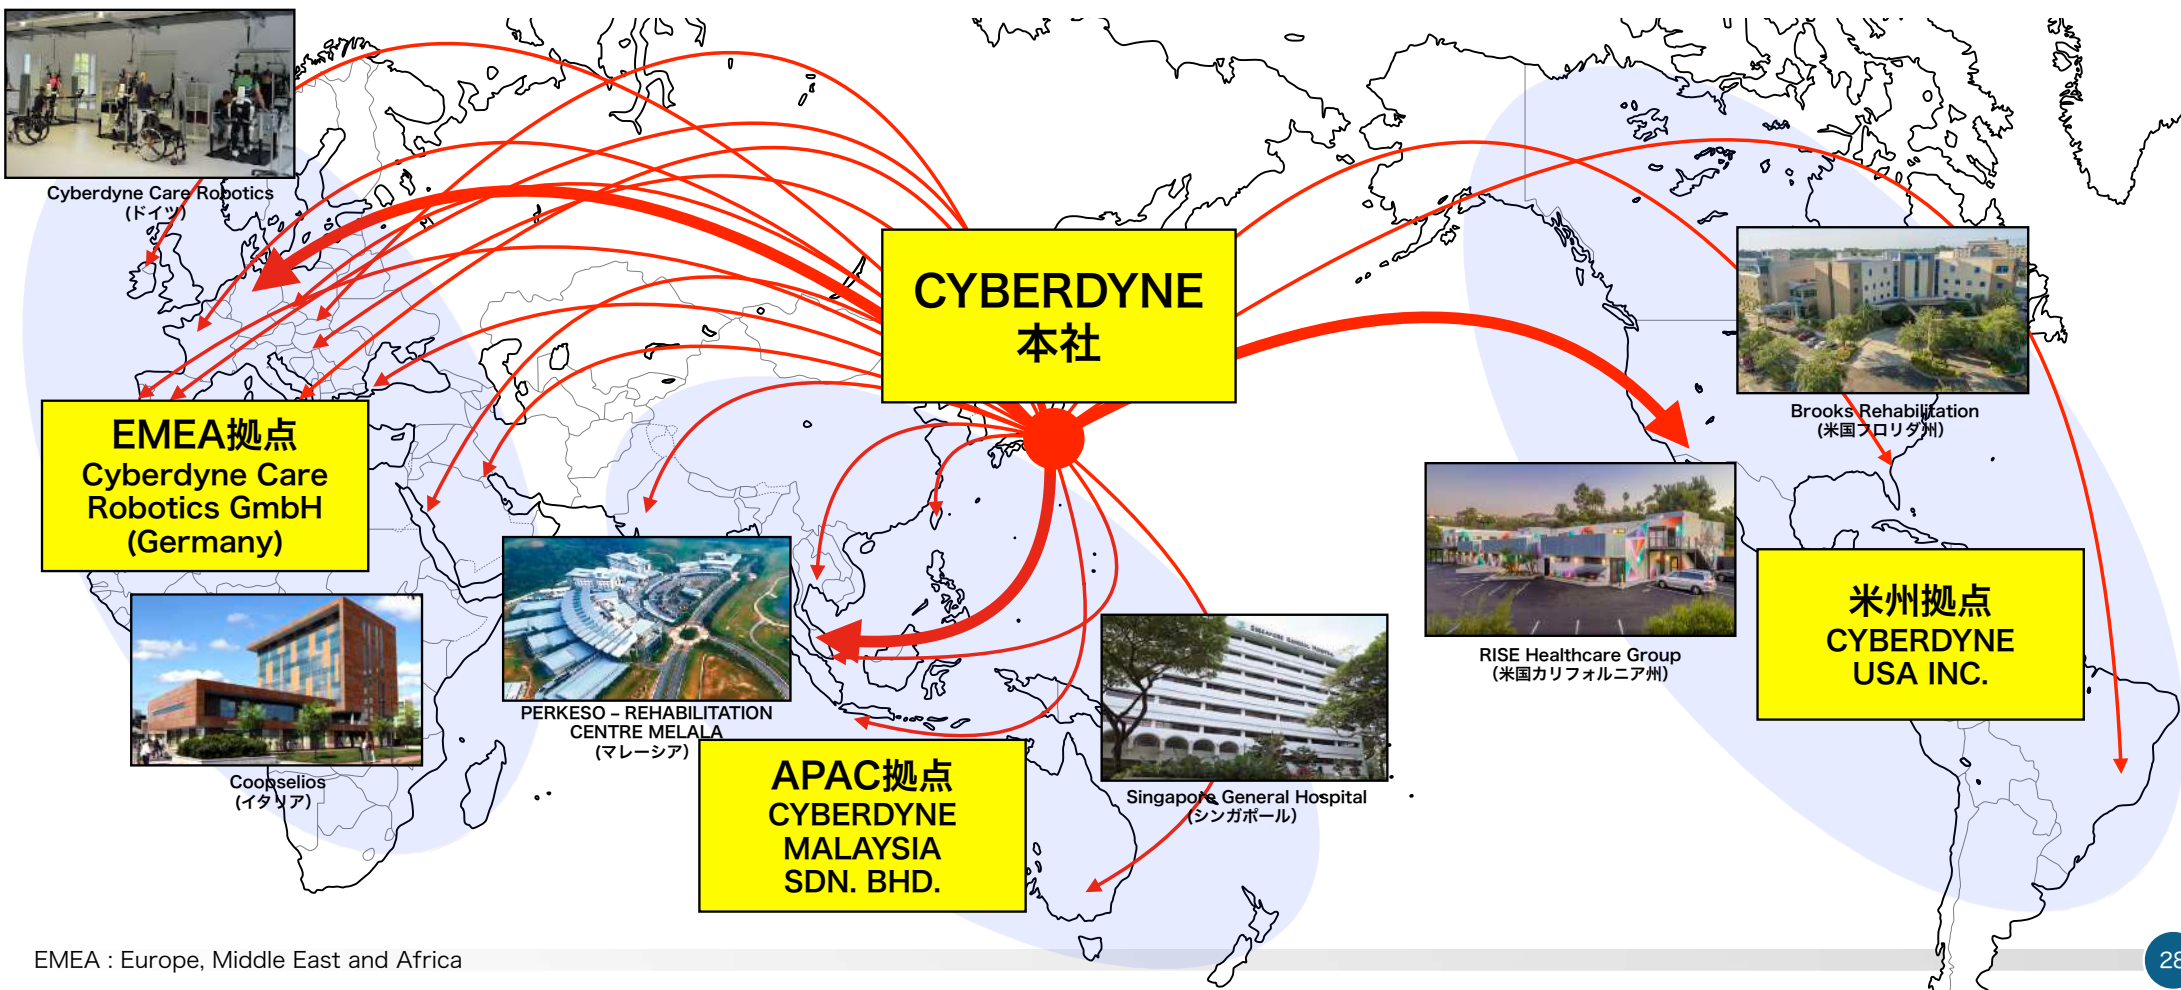 Cyberdyne Care Robotics
(ドイツ)
CYBERDYNE
本社
Brooks Rehabilitation
(米国フロリダ州)
EMEA拠点
Cyberdyne Care
Robotics GmbH
(Germany)
RISE Healthcare Group
(米国カリフォルニア州)
米州拠点
CYBERDYNE
USA INC.
SINGAPORE GENERAL HOSPITAL
PERKESO – REHABILITATION
CENTRE MELALA
(マレーシア)
Coopselios
(イタリア)
APAC拠点
CYBERDYNE
MALAYSIA
SDN. BHD.
Singapore General Hospital
(シンガポール)
EMEA : Europe, Middle East and Africa
28